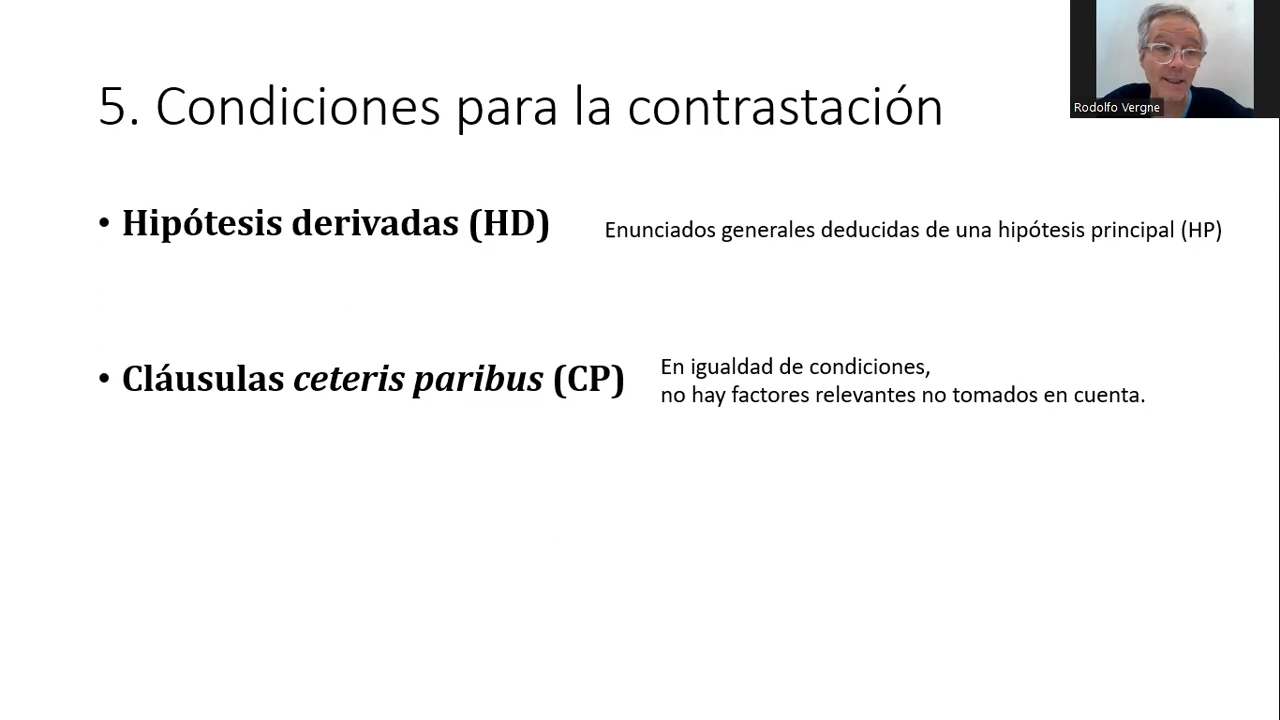 5. Condiciones para la contrastación
Rodolfo Vergne
• Hipótesis derivadas (HD)
Enunciados generales deducidas de una hipótesis principal (HP)
• Cláusulas ceteris paribus (CP)
En igualdad de condiciones,
no hay factores relevantes no tomados en cuenta.